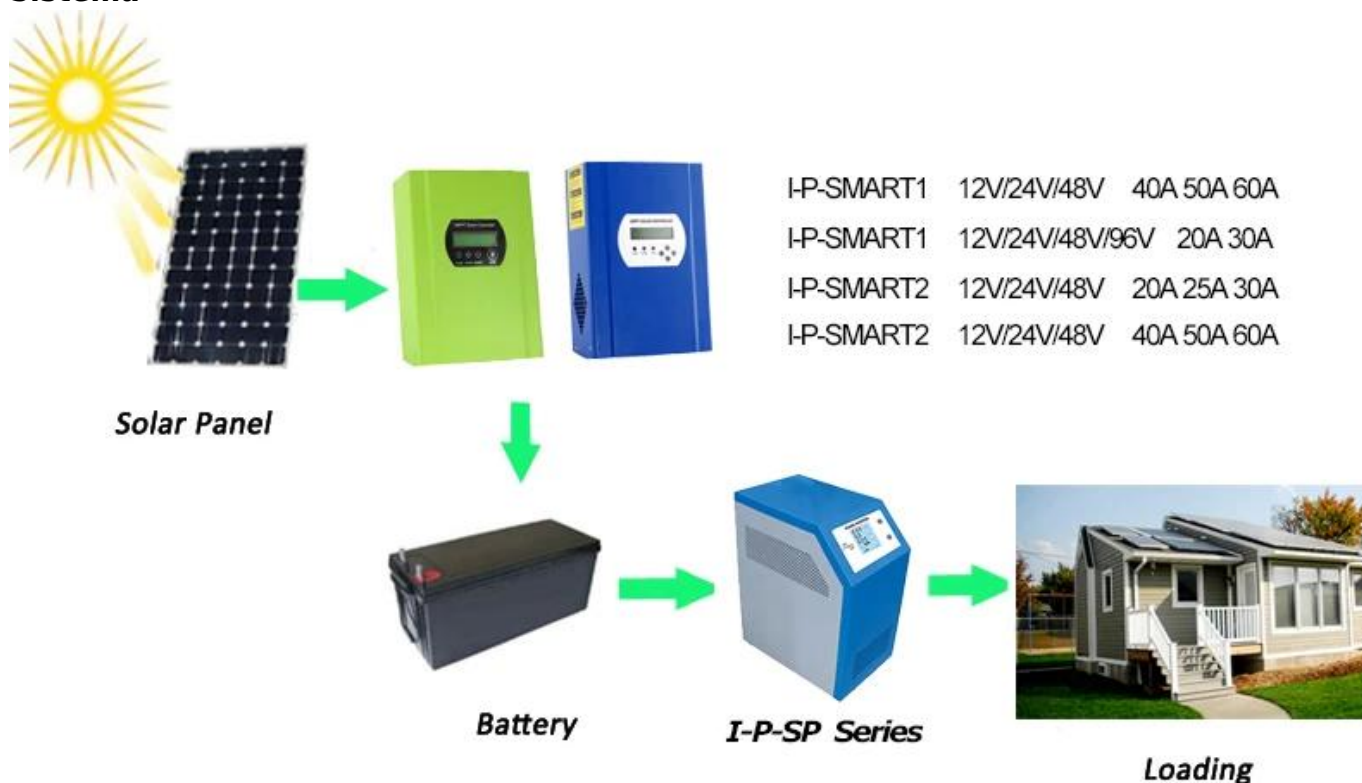 I-P-SMART1 12V/24V/48V 40A 50A 60A
I-P-SMART1 12V/24V/48V/96V 20A 30A
I-P-SMART2 12V/24V/48V 20A 25A 30A
I-P-SMART2 12V/24V/48V 40A 50A 60A
Solar Panel
Battery
I-P-SP Series
Loading